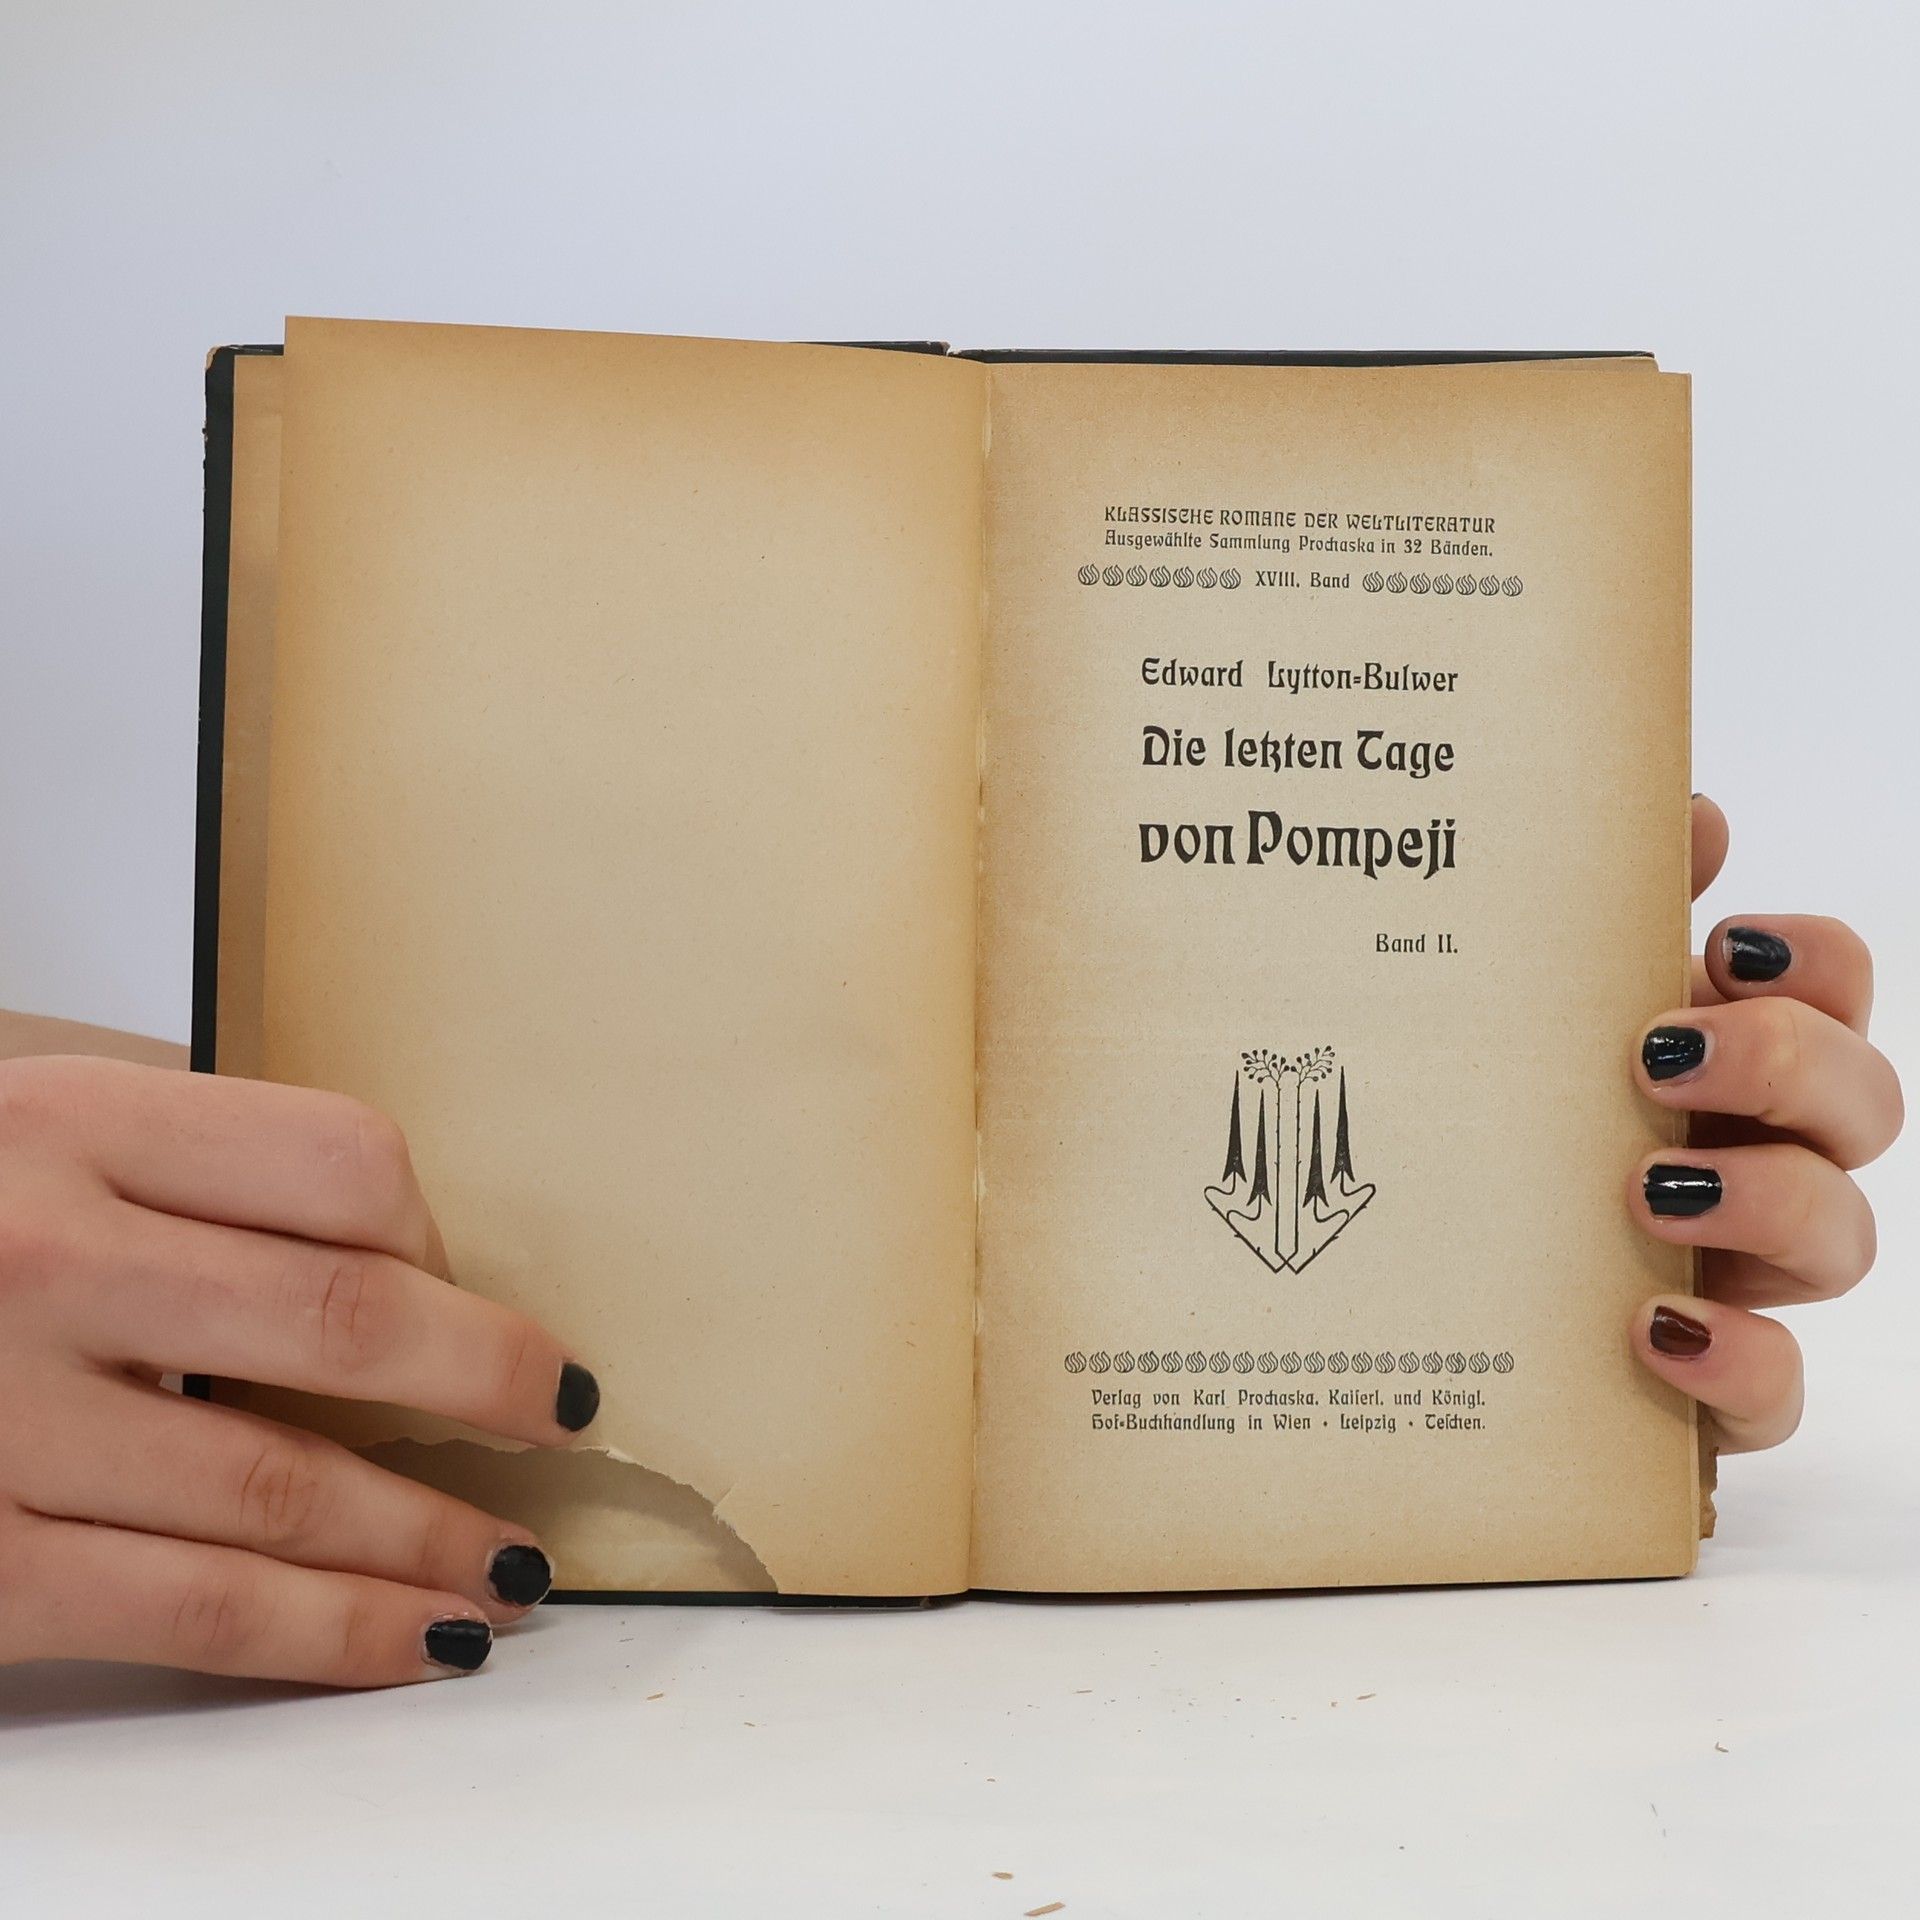 KLASSISCHE ROMANE DER WELTLITERATUR
Ausgewählte Sammlung Prochaska in 32 Bänden.
XVIII. Band
Edward Lytton-Bulwer
Die letzten Tage
von Pompeji
Band II.
Verlag von Karl Prochaska. Kaiserl. und Königl.
Hof-Buchhandlung in Wien • Leipzig • Teschen.